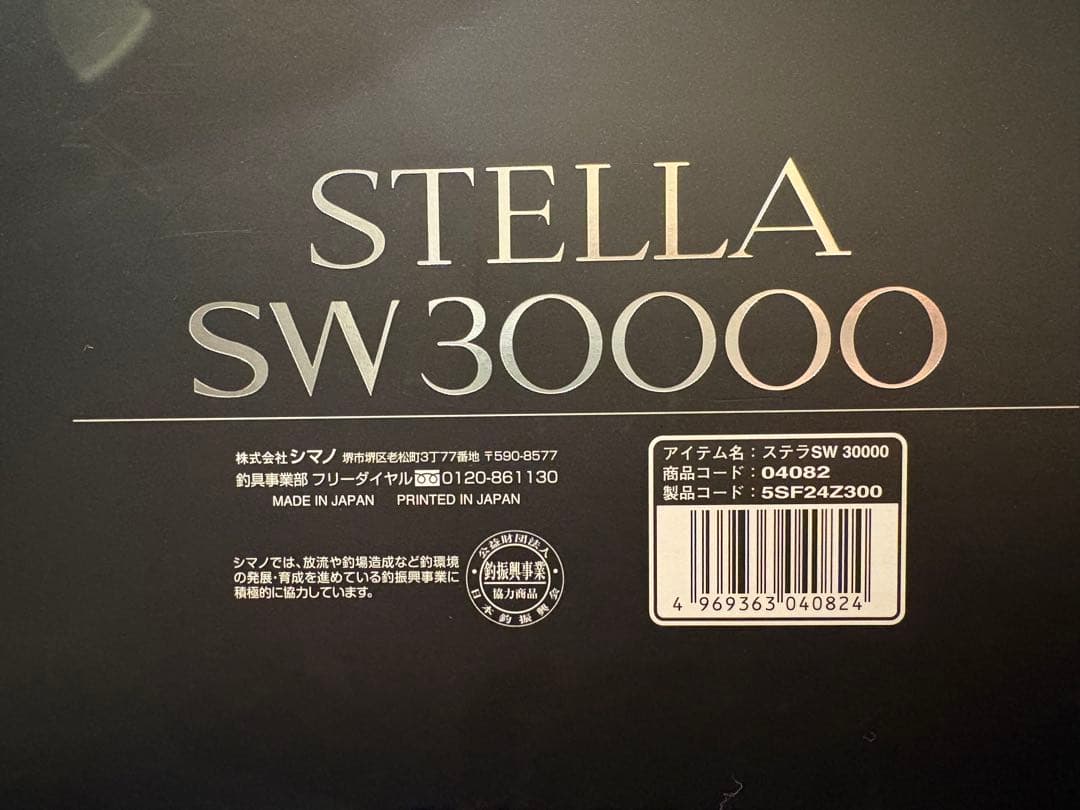 STELLA
SW 30000
株式会社シマノ 堺市堺区老松町3丁77番地 〒590-8577
釣具事業部 フリーダイヤル 0120-861130
MADE IN JAPAN PRINTED IN JAPAN
シマノでは、放流や釣場造成など釣環境
の発展・育成を進めている釣振興事業に
積極的に協力しています。
公益財団法人
釣振興事業
協力商品
日本釣振興会
アイテム名：ステラSW 30000
商品コード：04082
製品コード：5SF24Z300
4 969363 040824